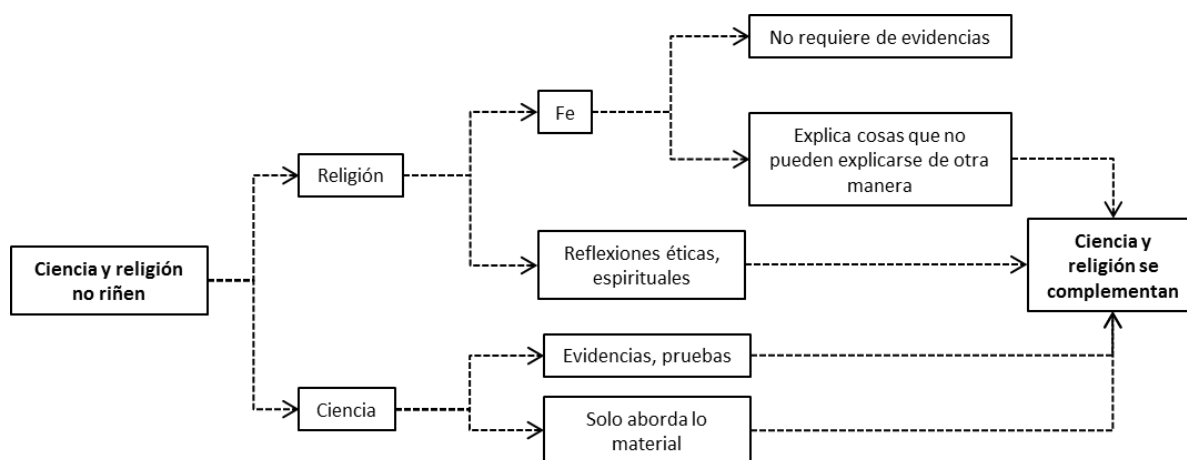 No requiere de evidencias
Fe
Explica cosas que no
pueden explicarse de otra
manera
Religión
Ciencia y religión
no riñen
Reflexiones éticas,
espirituales
Ciencia y
religión se
complementan
Evidencias, pruebas
Ciencia
Solo aborda lo
material